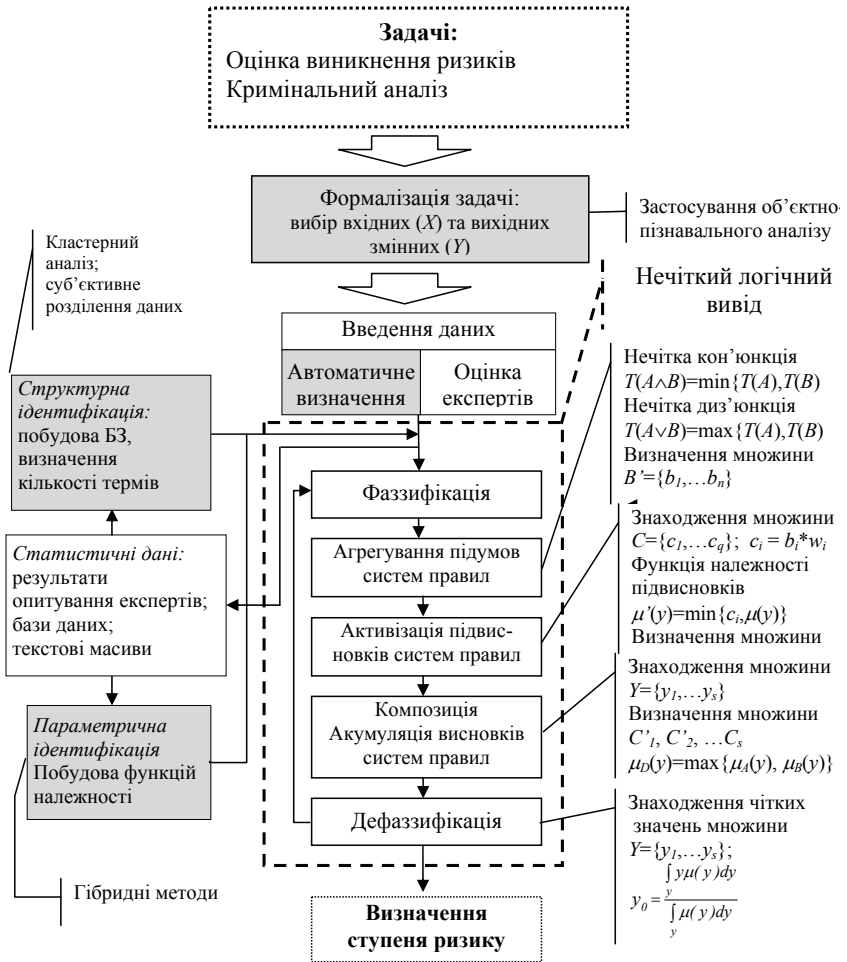 Задачі:
Оцінка виникнення ризиків
Кримінальний аналіз
Формалізація задачі:
вибір вхідних (X) та вихідних
змінних (Y)
Застосування об’єктно-
пізнавального аналізу
Кластерний
аналіз;
суб’єктивне
розділення даних
Нечіткий логічний
вивід
Введення даних
Автоматичне
визначення
Оцінка
експертів
Структурна
ідентифікація:
побудова БЗ,
визначення
кількості термів
Статистичні дані:
результати
опитування експертів;
бази даних;
текстові масиви
Параметрична
ідентифікація
Побудова функцій
належності
Гібридні методи
Фаззифікація
Агрегування підумов
систем правил
Активізація підвис-
новків систем правил
Композиція
Акумуляція висновків
систем правил
Дефаззифікація
Визначення
ступеня ризику
Нечітка кон’юнкція
T(A∧B)=min{T(A),T(B)
Нечітка диз’юнкція
T(A∨B)=max{T(A),T(B)
Визначення множини
B’={b1,…bn}
Знаходження множини
C={c1,…cq}; ci = bi*wi
Функція належності
підвисновків
μ’(y)=min{ci,μ(y)}
Визначення множини
Знаходження множини
Y={y1,…ys}
Визначення множини
C’1, C’2, …Cs
μD(y)=max{μA(y), μB(y)}
Знаходження чітких
значень множини
Y={y1,…ys};
y0 = ∫y yμ(y)dy / ∫y μ(y)dy